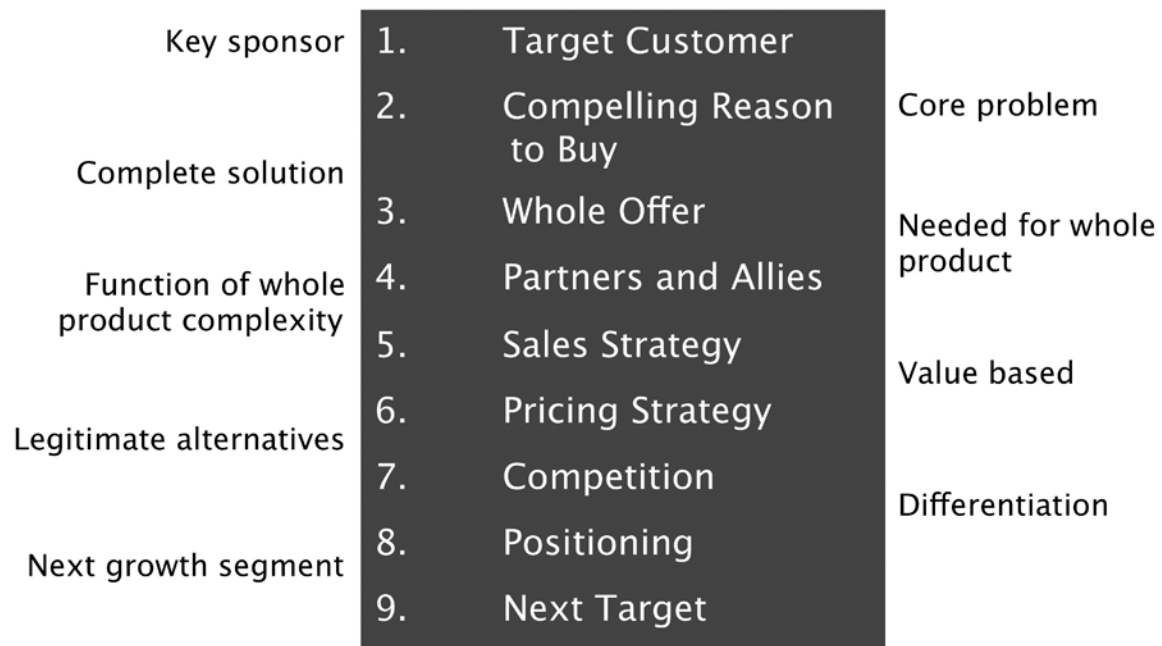 Key sponsor
1. Target Customer
2. Compelling Reason
to Buy
Core problem
Complete solution
3. Whole Offer
Needed for whole
product
Function of whole
product complexity
4. Partners and Allies
5. Sales Strategy
Value based
6. Pricing Strategy
Legitimate alternatives
7. Competition
Differentiation
8. Positioning
Next growth segment
9. Next Target